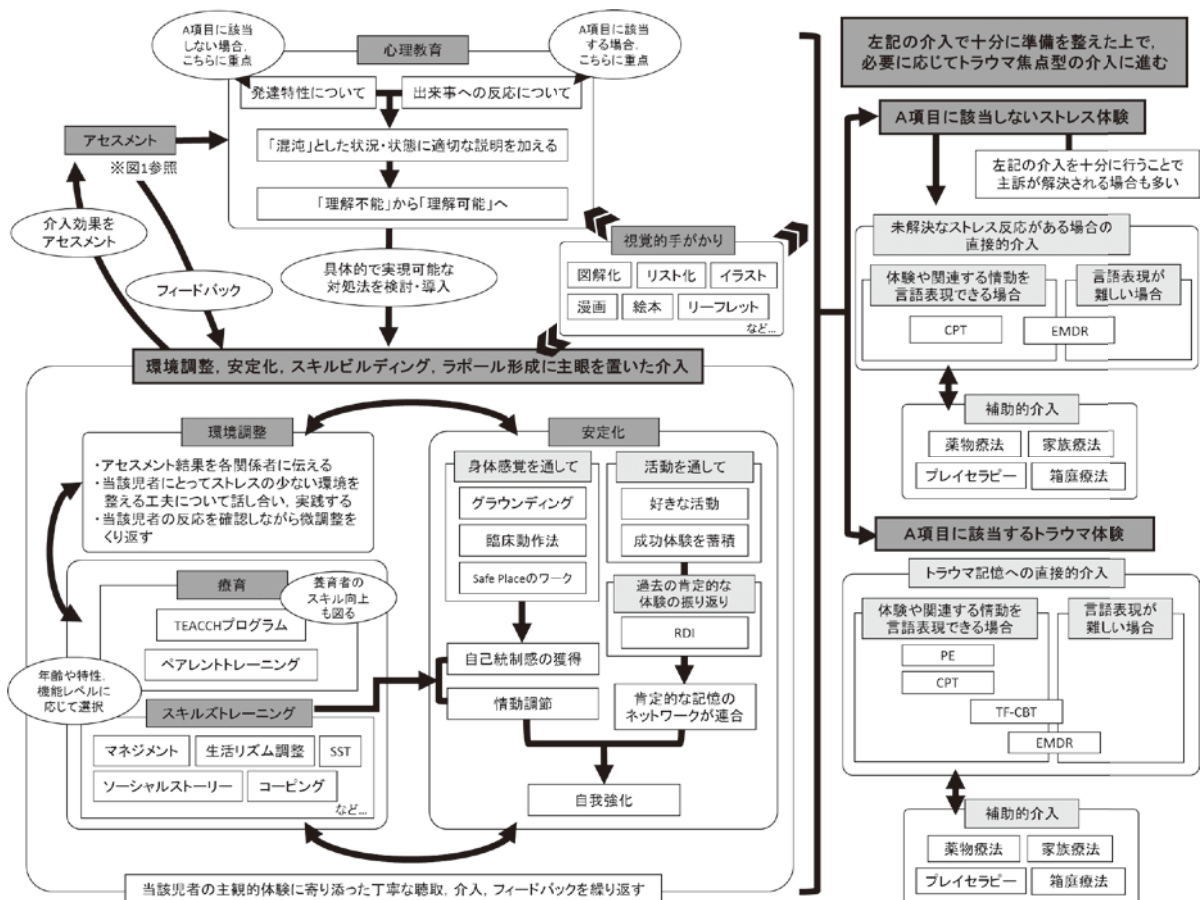 A項目に該当
しない場合,
こちらに重点
心理教育
A項目に該当
する場合,
こちらに重点
発達特性について
出来事への反応について
アセスメント
※図1参照
「混沌」とした状況・状態に適切な説明を加える
「理解不能」から「理解可能」へ
介入効果を
アセスメント
フィードバック
具体的で実現可能な
対処法を検討・導入
視覚的手がかり
図解化
リスト化
イラスト
漫画
絵本
リーフレット
など…
環境調整, 安定化, スキルビルディング, ラポール形成に主眼を置いた介入
環境調整
・アセスメント結果を各関係者に伝える
・当該児者にとってストレスの少ない環境を
整える工夫について話し合い, 実践する
・当該児者の反応を確認しながら微調整を
くり返す
療育
養育者の
スキル向上
も図る
TEACCHプログラム
ペアレントトレーニング
年齢や特性,
機能レベルに
応じて選択
スキルズトレーニング
マネジメント
生活リズム調整
SST
ソーシャルストーリー
コーピング
など…
安定化
身体感覚を通して
グラウンディング
臨床動作法
Safe Placeのワーク
活動を通して
好きな活動
成功体験を蓄積
過去の肯定的な
体験の振り返り
RDI
自己統制感の獲得
情動調節
肯定的な記憶の
ネットワークが連合
自我強化
当該児者の主観的体験に寄り添った丁寧な聴取, 介入, フィードバックを繰り返す
左記の介入で十分に準備を整えた上で,
必要に応じてトラウマ焦点型の介入に進む
A項目に該当しないストレス体験
左記の介入を十分に行うことで
主訴が解決される場合も多い
未解決なストレス反応がある場合の
直接的介入
体験や関連する情動を
言語表現できる場合
言語表現が
難しい場合
CPT
EMDR
補助的介入
薬物療法
家族療法
プレイセラピー
箱庭療法
A項目に該当するトラウマ体験
トラウマ記憶への直接的介入
体験や関連する情動を
言語表現できる場合
言語表現が
難しい場合
PE
CPT
TF-CBT
EMDR
補助的介入
薬物療法
家族療法
プレイセラピー
箱庭療法